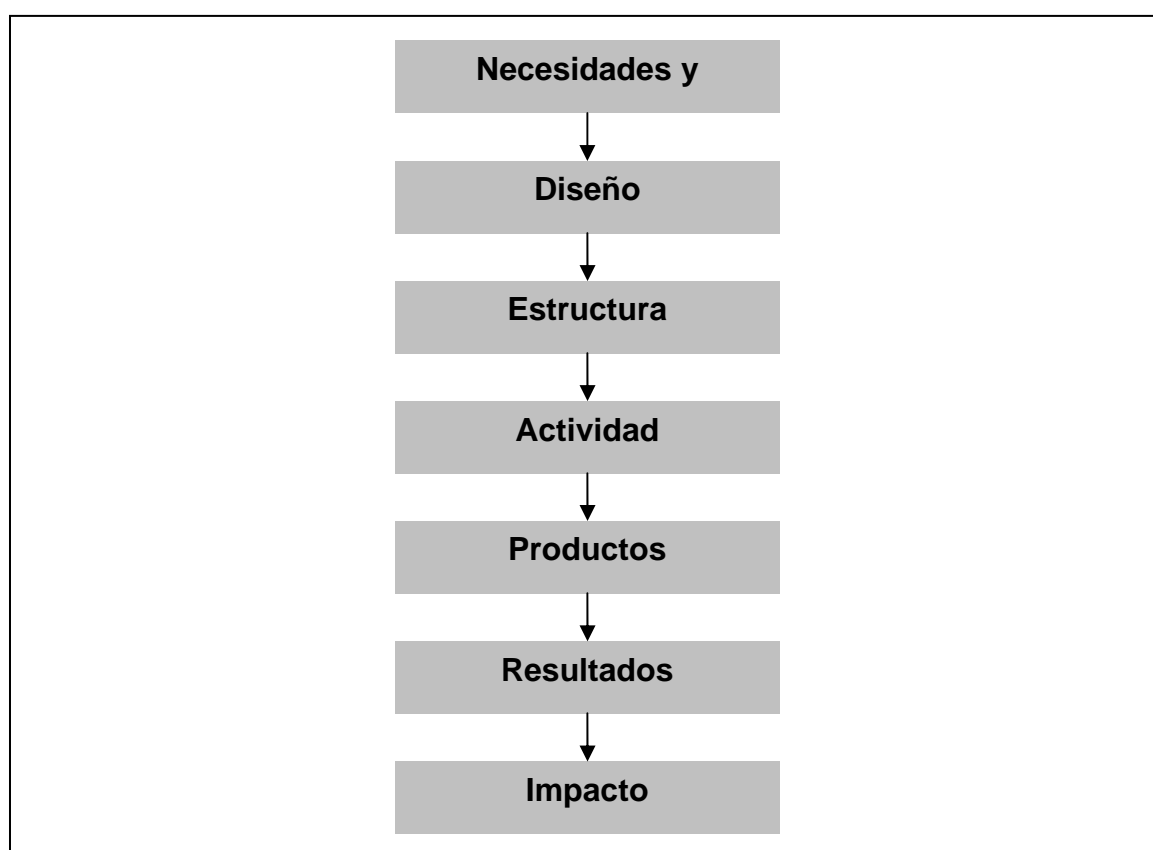 Necesidades y
Diseño
Estructura
Actividad
Productos
Resultados
Impacto